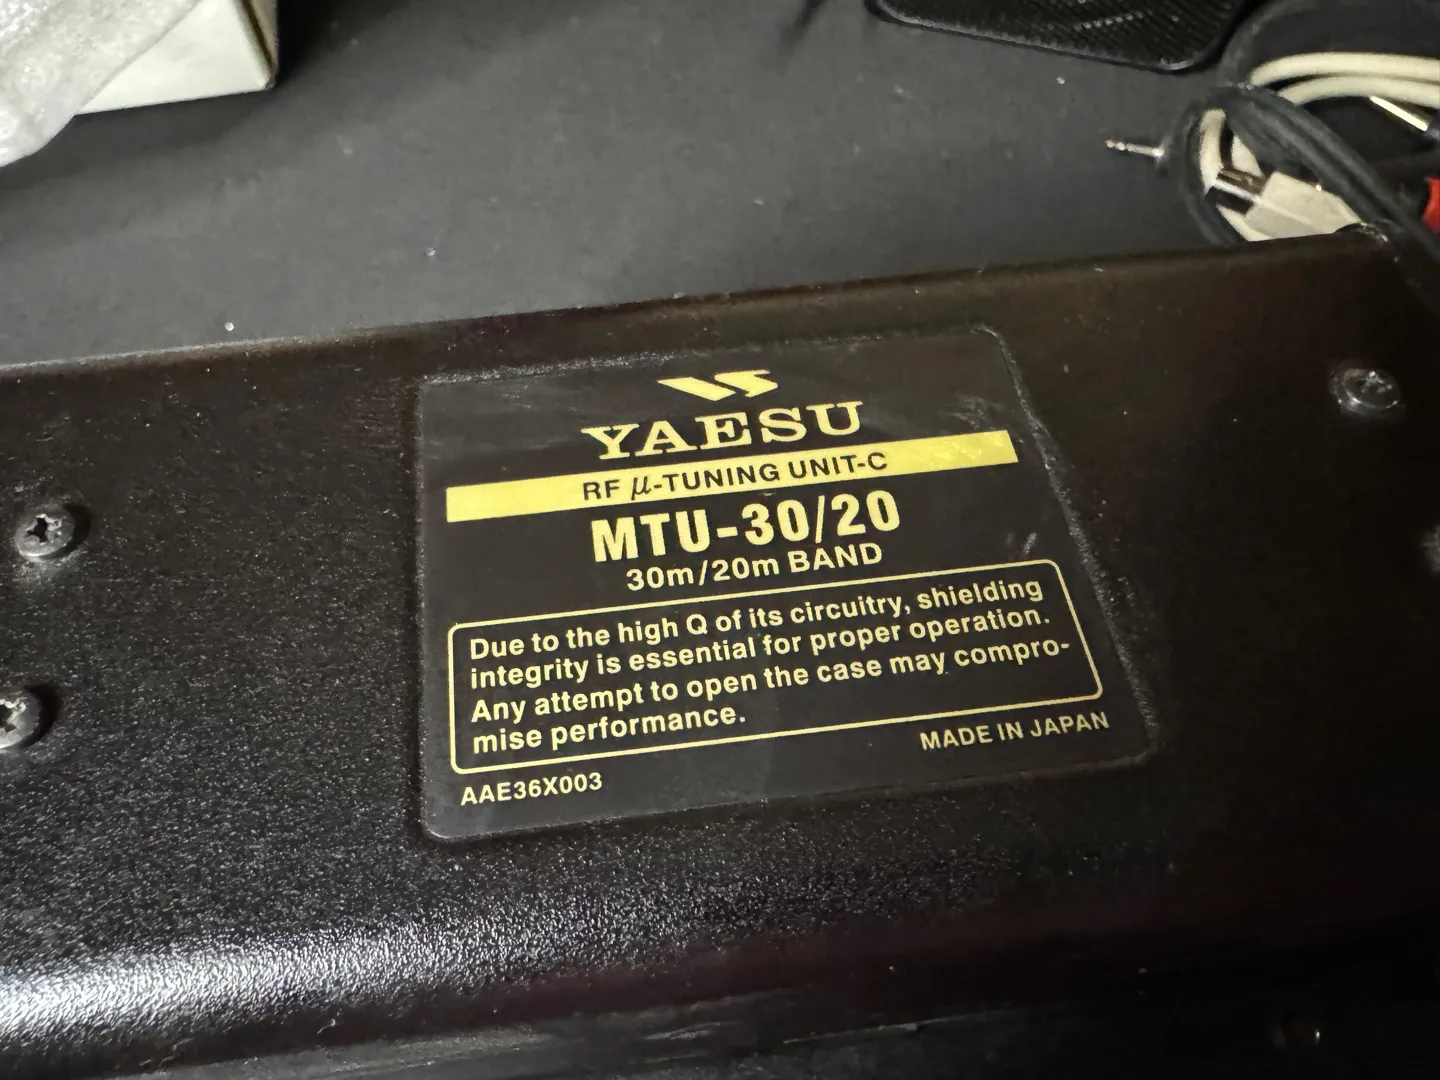 YAESU
RF μ-TUNING UNIT-C
MTU-30/20
30m/20m BAND
Due to the high Q of its circuitry, shielding
integrity is essential for proper operation.
Any attempt to open the case may compro-
mise performance.
MADE IN JAPAN
AAE36X003